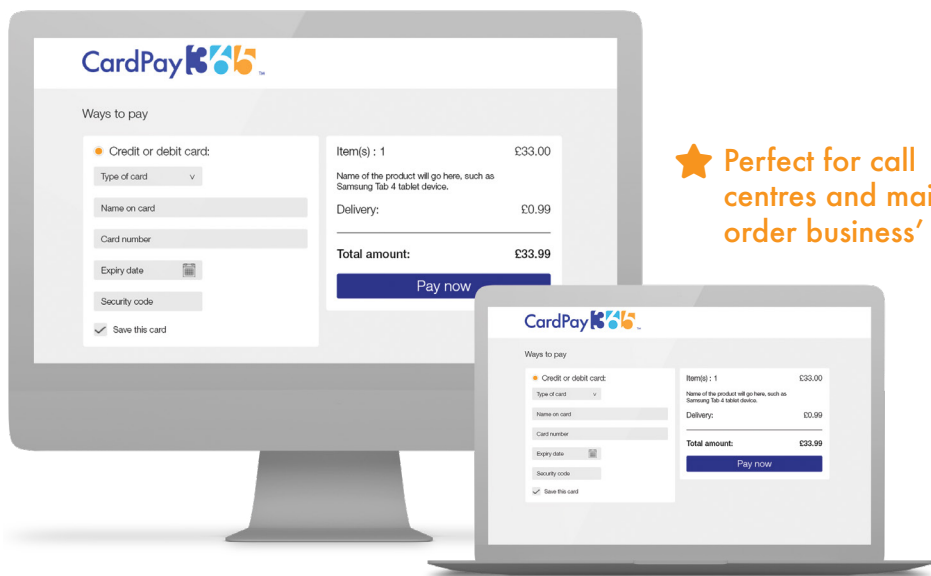 CardPay 365 TM
Ways to pay
Credit or debit card:
Type of card v
Name on card
Card number
Expiry date
Security code
Save this card
Item(s) : 1 £33.00
Name of the product will go here, such as
Samsung Tab 4 tablet device.
Delivery: £0.99
Total amount: £33.99
Pay now
Perfect for call
centres and mai
order business’
CardPay 365
Ways to pay
Credit or debit card:
Type of card v
Name on card
Card number
Expiry date
Security code
Save this card
Item(s) : 1 £33.00
Name of the product will go here, such as
Samsung Tab 4 tablet device.
Delivery: £0.99
Total amount: £33.99
Pay now